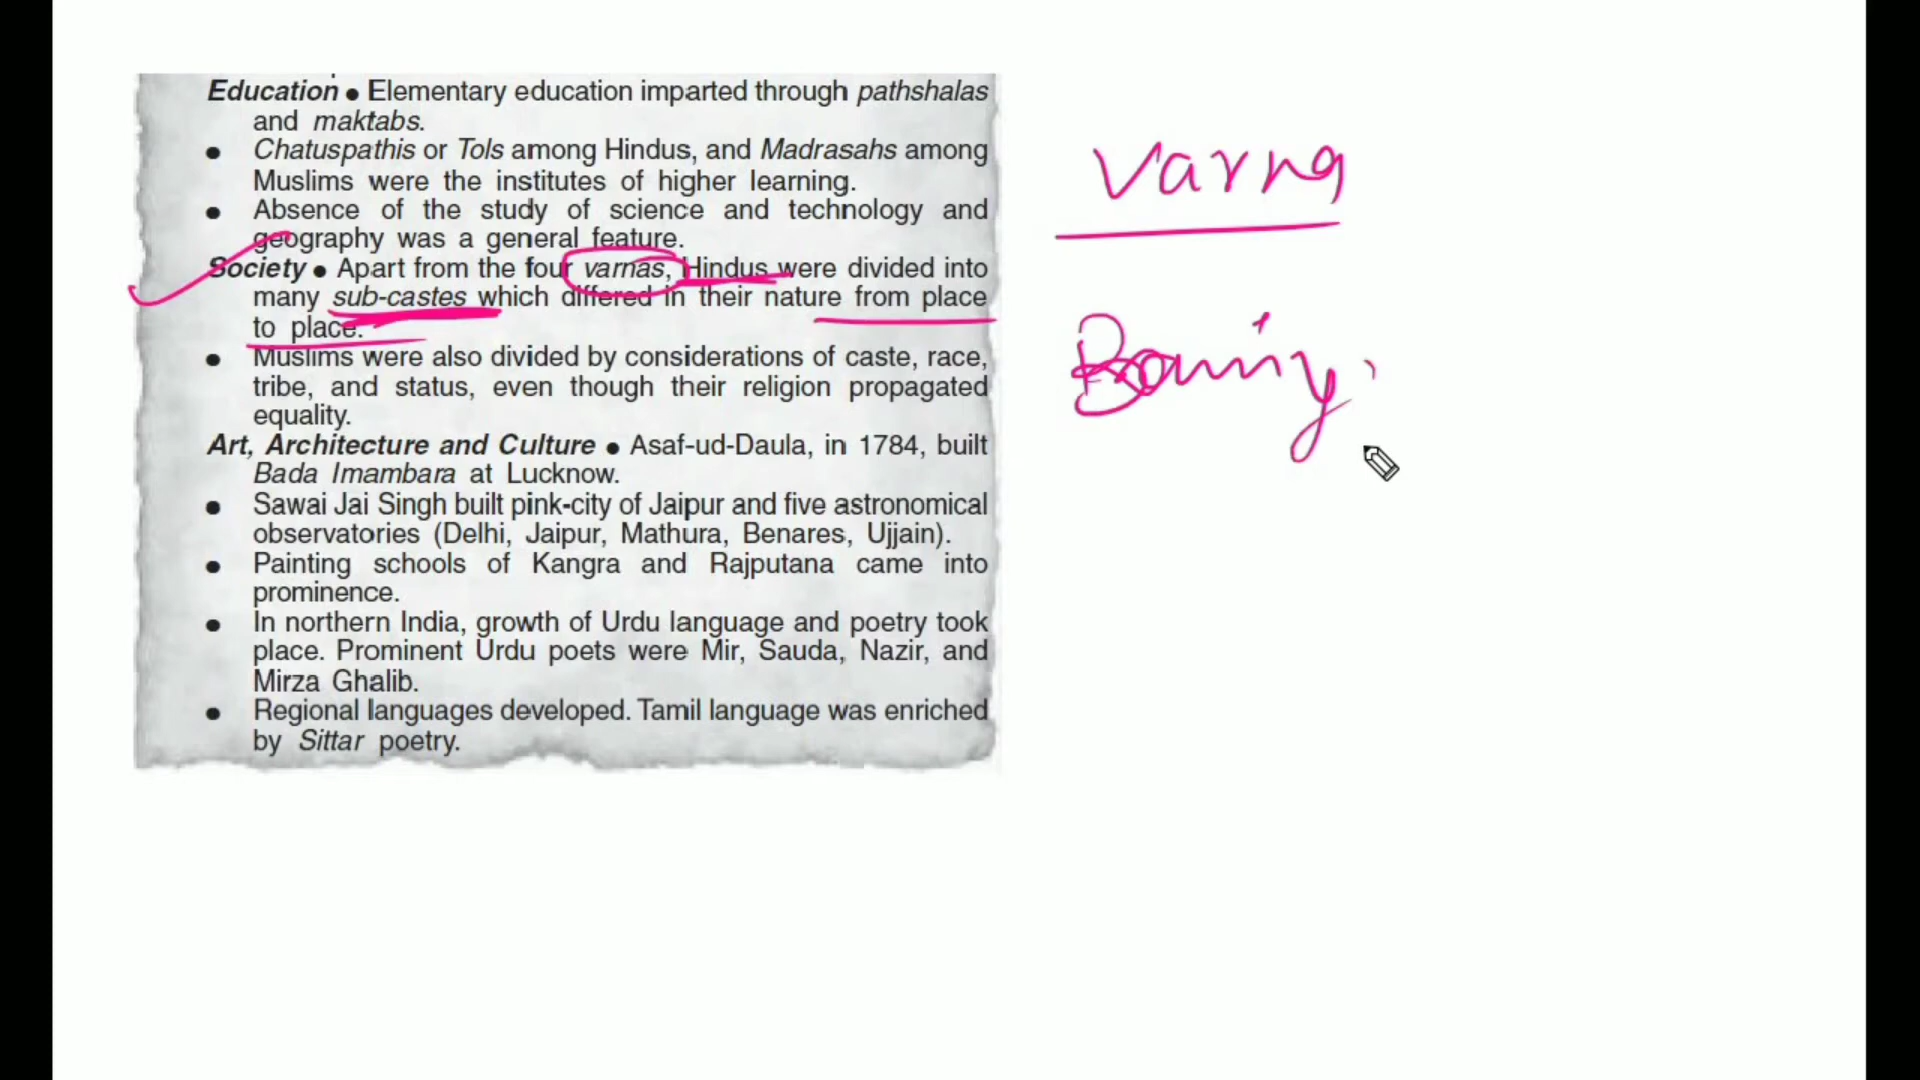 Education ● Elementary education imparted through pathshalas
and maktabs.
● Chatuspathis or Tols among Hindus, and Madrasahs among
Muslims were the institutes of higher learning.
● Absence of the study of science and technology and
geography was a general feature.
Society ● Apart from the four varnas, Hindus were divided into
many sub-castes which differed in their nature from place
to place.
● Muslims were also divided by considerations of caste, race,
tribe, and status, even though their religion propagated
equality.
Art, Architecture and Culture ● Asaf-ud-Daula, in 1784, built
Bada Imambara at Lucknow.
● Sawai Jai Singh built pink-city of Jaipur and five astronomical
observatories (Delhi, Jaipur, Mathura, Benares, Ujjain).
● Painting schools of Kangra and Rajputana came into
prominence.
● In northern India, growth of Urdu language and poetry took
place. Prominent Urdu poets were Mir, Sauda, Nazir, and
Mirza Ghalib.
● Regional languages developed. Tamil language was enriched
by Sittar poetry.
Varna